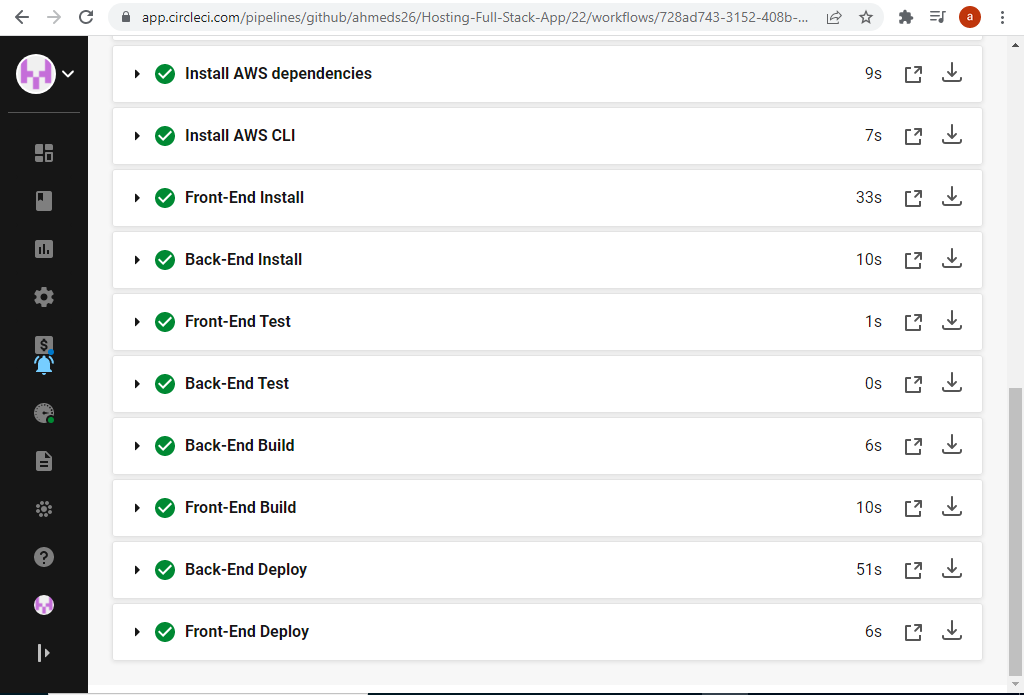 app.circleci.com/pipelines/github/ahmeds26/Hosting-Full-Stack-App/22/workflows/728ad743-3152-408b-...
a
Install AWS dependencies 9s
Install AWS CLI 7s
Front-End Install 33s
Back-End Install 10s
Front-End Test 1s
$
Back-End Test 0s
Back-End Build 6s
Front-End Build 10s
?
Back-End Deploy 51s
Front-End Deploy 6s